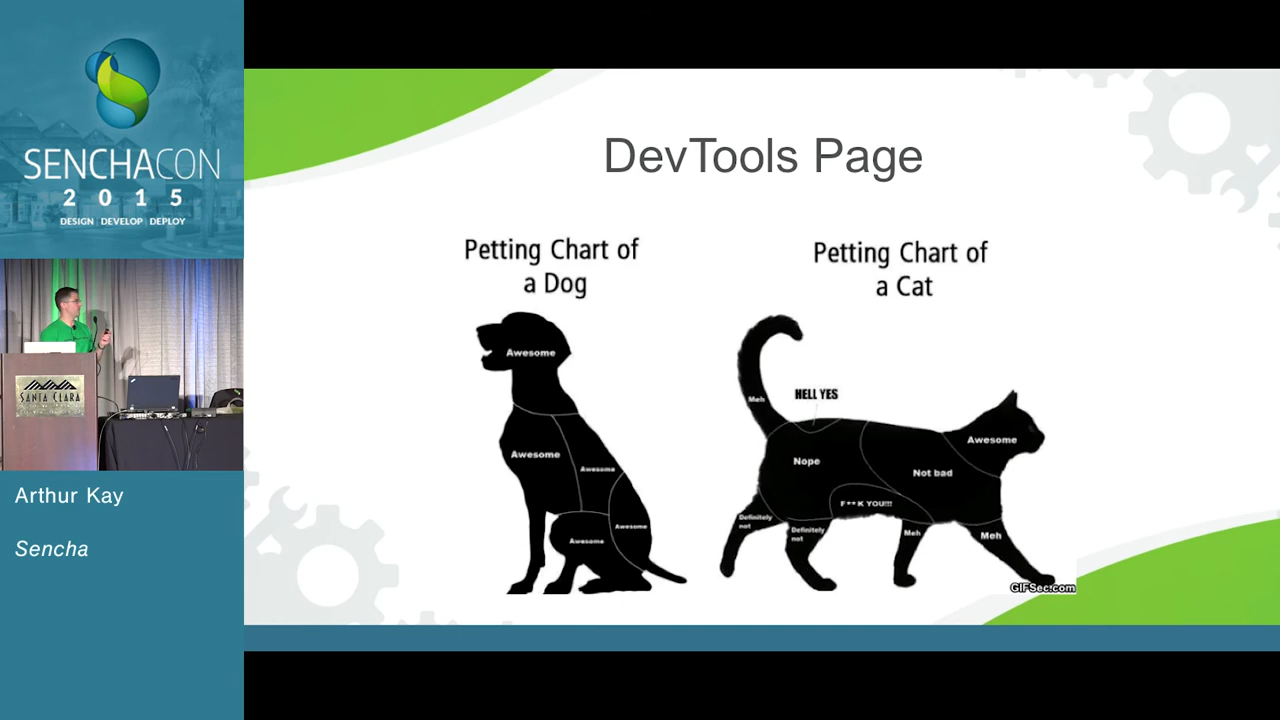 SENCHACON
2 0 1 5
DESIGN | DEVELOP | DEPLOY
SANTA CLARA
Arthur Kay
Sencha
DevTools Page
Petting Chart of
a Dog
Awesome
Awesome
Awesome
Awesome
Awesome
Petting Chart of
a Cat
Meh
HELL YES
Awesome
Nope
Not bad
F**K YOU!!!
Definitely
not
Definitely
not
Meh
Meh
GIFSec.com